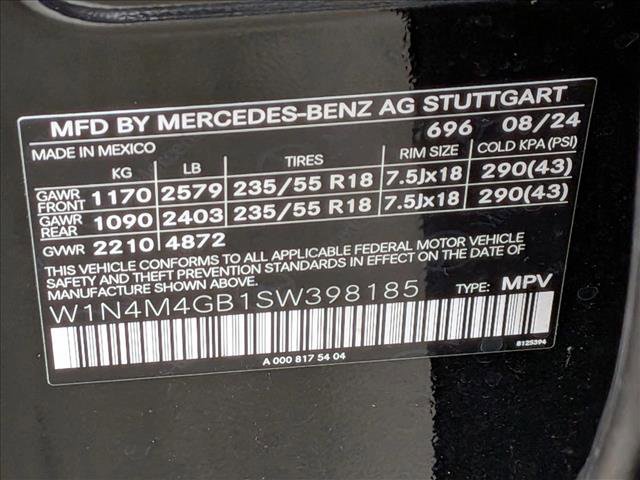 MFD BY MERCEDES-BENZ AG STUTTGART
696 08/24
MADE IN MEXICO
KG LB TIRES RIM SIZE COLD KPA (PSI)
GAWR FRONT 1170 2579 235/55 R18 7.5Jx18 290(43)
GAWR REAR 1090 2403 235/55 R18 7.5Jx18 290(43)
GVWR 2210 4872
THIS VEHICLE CONFORMS TO ALL APPLICABLE FEDERAL MOTOR VEHICLE
SAFETY AND THEFT PREVENTION STANDARDS IN EFFECT ON THE DATE OF
MANUFACTURE SHOWN ABOVE.
W1N4M4GB1SW398185 TYPE: MPV
A 000 817 54 04 B125394